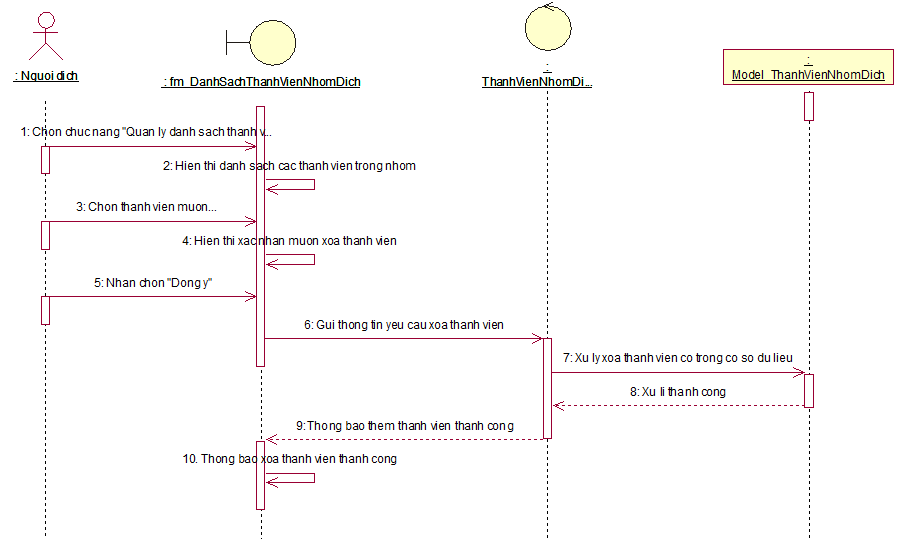 : Nguoi dich
: fm_DanhSachThanhVienNhomDich
:
ThanhVienNhomDi...
:
Model_ThanhVienNhomDich
1: Chon chuc nang "Quan ly danh sach thanh v...
2: Hien thi danh sach cac thanh vien trong nhom
3: Chon thanh vien muon...
4: Hien thi xac nhan muon xoa thanh vien
5: Nhan chon "Dong y"
6: Gui thong tin yeu cau xoa thanh vien
7: Xu ly xoa thanh vien co trong co so du lieu
8: Xu li thanh cong
9: Thong bao them thanh vien thanh cong
10. Thong bao xoa thanh vien thanh cong